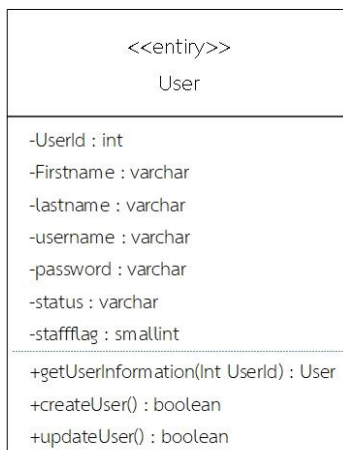 <<entiry>>
User
-UserId : int
-Firstname : varchar
-lastname : varchar
-username : varchar
-password : varchar
-status : varchar
-staffflag : smallint
+getUserInformation(Int UserId) : User
+createUser() : boolean
+updateUser() : boolean